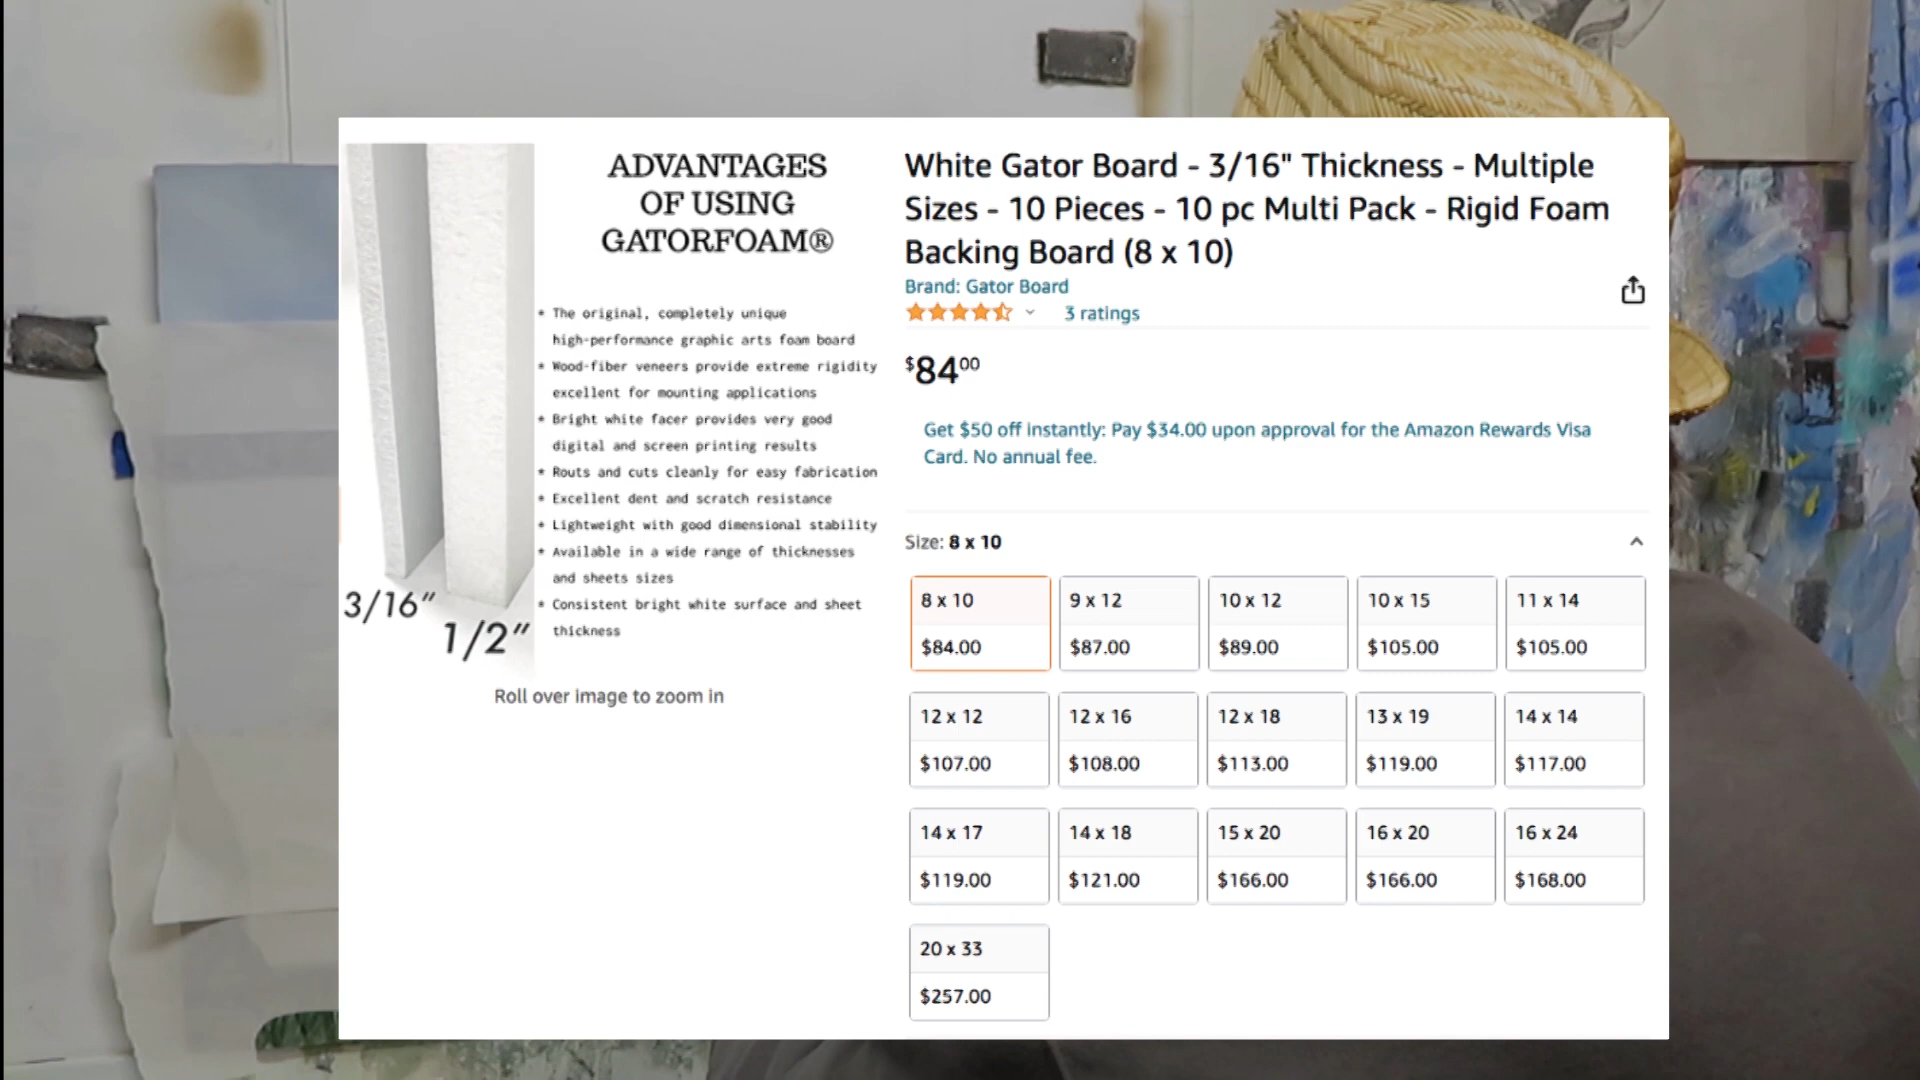 ADVANTAGES
OF USING
GATORFOAM®
* The original, completely unique
high-performance graphic arts foam board
* Wood-fiber veneers provide extreme rigidity
excellent for mounting applications
* Bright white facer provides very good
digital and screen printing results
* Routs and cuts cleanly for easy fabrication
* Excellent dent and scratch resistance
* Lightweight with good dimensional stability
* Available in a wide range of thicknesses
and sheets sizes
* Consistent bright white surface and sheet
thickness
3/16"
1/2"
Roll over image to zoom in
White Gator Board - 3/16" Thickness - Multiple
Sizes - 10 Pieces - 10 pc Multi Pack - Rigid Foam
Backing Board (8 x 10)
Brand: Gator Board
3 ratings
$8400
Get $50 off instantly: Pay $34.00 upon approval for the Amazon Rewards Visa
Card. No annual fee.
Size: 8 x 10
8 x 10 9 x 12 10 x 12 10 x 15 11 x 14
$84.00 $87.00 $89.00 $105.00 $105.00
12 x 12 12 x 16 12 x 18 13 x 19 14 x 14
$107.00 $108.00 $113.00 $119.00 $117.00
14 x 17 14 x 18 15 x 20 16 x 20 16 x 24
$119.00 $121.00 $166.00 $166.00 $168.00
20 x 33
$257.00